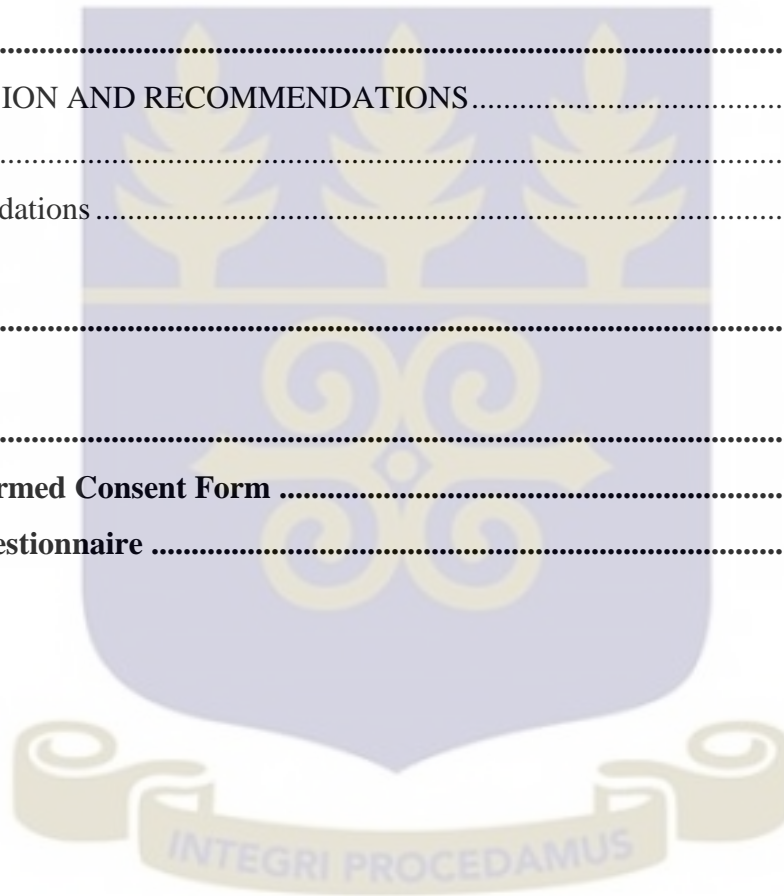 ....................................................................................................
ION AND RECOMMENDATIONS........................................
....................................................................................................
dations....................................................................................
....................................................................................................
....................................................................................................
rmed Consent Form ................................................................
estionnaire ................................................................................
INTEGRI PROCEDAMUS